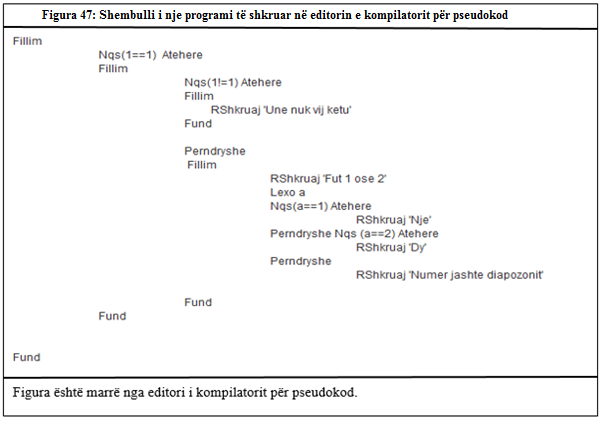 Figura 47: Shembulli i nje programi të shkruar në editorin e kompilatorit për pseudokod
Fillim
Nqs(1==1) Atehere
Fillim
Nqs(1!=1) Atehere
Fillim
RShkruaj 'Une nuk vij ketu'
Fund
Perndryshe
Fillim
RShkruaj 'Fut 1 ose 2'
Lexo a
Nqs(a==1) Atehere
RShkruaj 'Nje'
Perndryshe Nqs (a==2) Atehere
RShkruaj 'Dy'
Perndryshe
RShkruaj 'Numer jashte diapozonit'
Fund
Fund
Fund
Figura është marrë nga editori i kompilatorit për pseudokod.